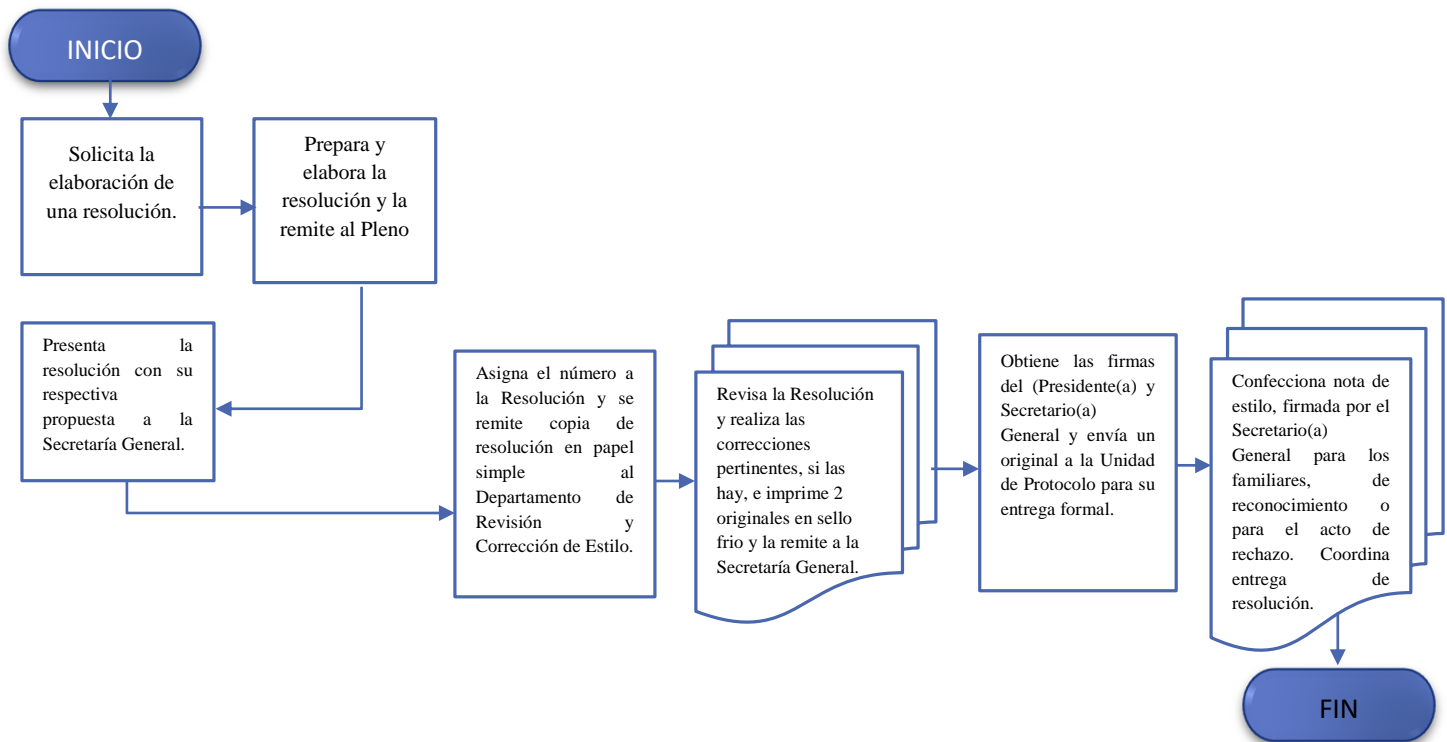 INICIO
Solicita la
elaboración de
una resolución.
Prepara y
elabora la
resolución y la
remite al Pleno
Presenta la
resolución con su
respectiva
propuesta a la
Secretaría General.
Asigna el número a
la Resolución y se
remite copia de
resolución en papel
simple al
Departamento de
Revisión y
Corrección de Estilo.
Revisa la Resolución
y realiza las
correcciones
pertinentes, si las
hay, e imprime 2
originales en sello
frio y la remite a la
Secretaría General.
Obtiene las firmas
del (Presidente(a) y
Secretario(a)
General y envía un
original a la Unidad
de Protocolo para su
entrega formal.
Confecciona nota de
estilo, firmada por el
Secretario(a)
General para los
familiares, de
reconocimiento o
para el acto de
rechazo. Coordina
entrega de
resolución.
FIN